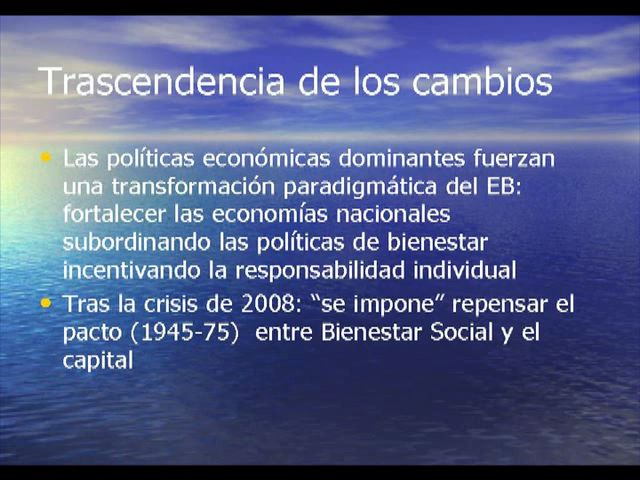 Trascendencia de los cambios
Las políticas económicas dominantes fuerzan
una transformación paradigmática del EB:
fortalecer las economías nacionales
subordinando las políticas de bienestar
incentivando la responsabilidad individual
Tras la crisis de 2008: “se impone” repensar el
pacto (1945-75)  entre Bienestar Social y el
capital